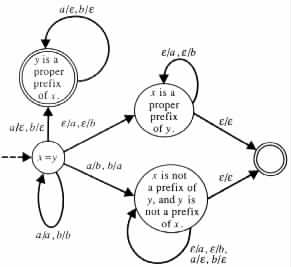 a/ε, b/ε
y is a
proper
prefix
of x.
ε/a, ε/b
x is a
proper
prefix
of y.
a/ε, b/ε
ε/a, ε/b
ε/ε
x = y
a/b, b/a
x is not
a prefix of
y, and y is
not a prefix
of x.
ε/ε
a/a, b/b
ε/a, ε/b,
a/ε, b/ε